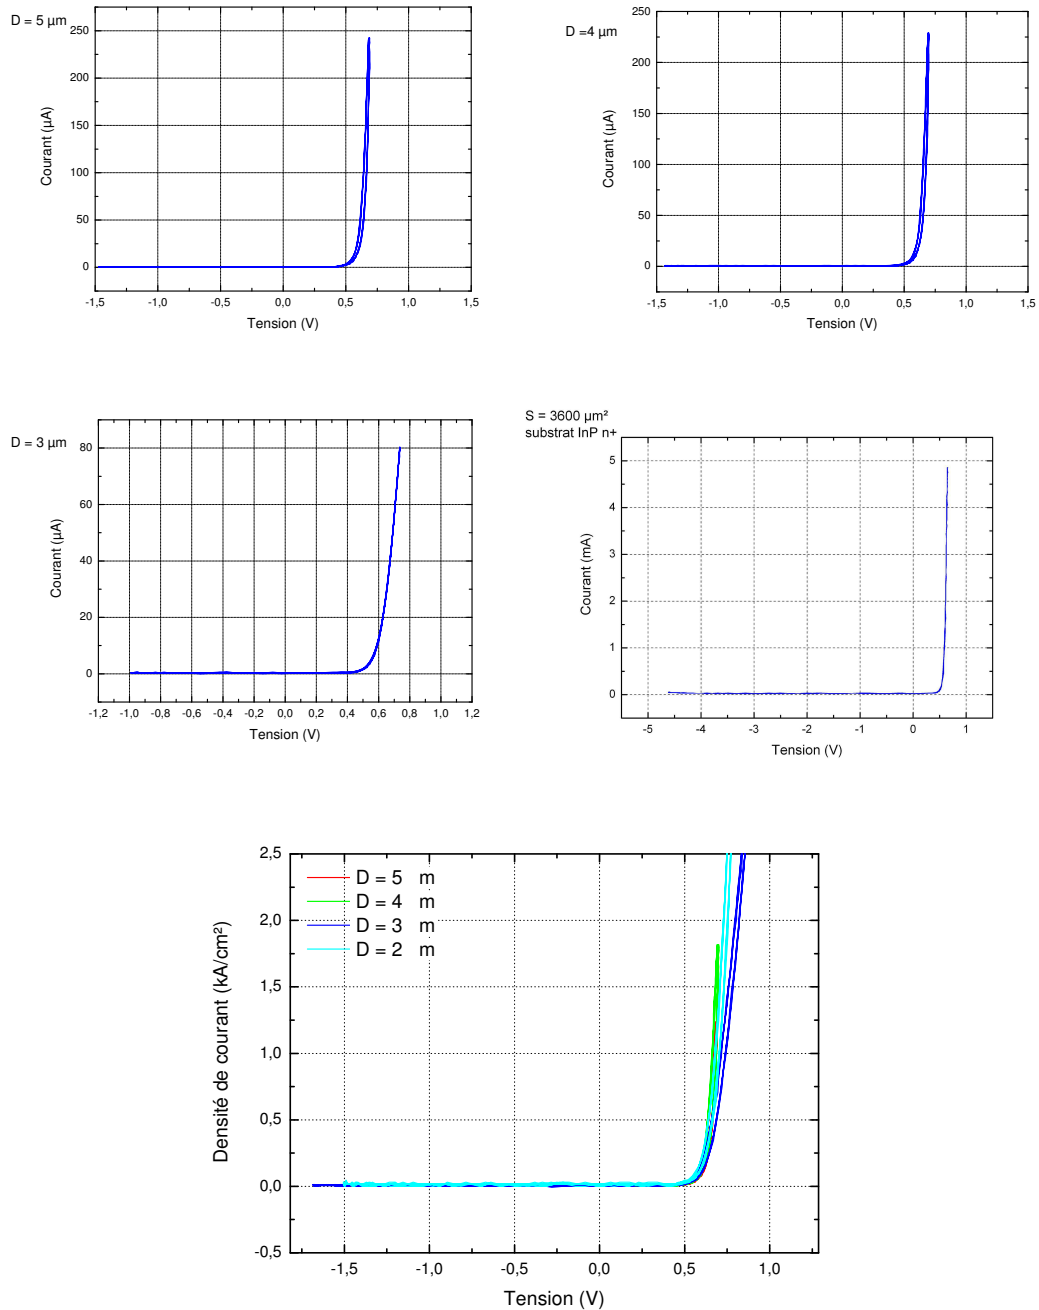 D = 5 µm
Courant (µA)
250
200
150
100
50
0
-1,5 -1,0 -0,5 0,0 0,5 1,0 1,5
Tension (V)
D =4 µm
Courant (µA)
250
200
150
100
50
0
-1,5 -1,0 -0,5 0,0 0,5 1,0 1,5
Tension (V)
D = 3 µm
Courant (µA)
80
60
40
20
0
-1,2 -1,0 -0,8 -0,6 -0,4 -0,2 0,0 0,2 0,4 0,6 0,8 1,0 1,2
Tension (V)
S = 3600 µm²
substrat InP n+
Courant (mA)
5
4
3
2
1
0
-5 -4 -3 -2 -1 0 1
Tension (V)
Densité de courant (kA/cm²)
2,5
2,0
1,5
1,0
0,5
0,0
-0,5
D = 5 m
D = 4 m
D = 3 m
D = 2 m
-1,5 -1,0 -0,5 0,0 0,5 1,0
Tension (V)